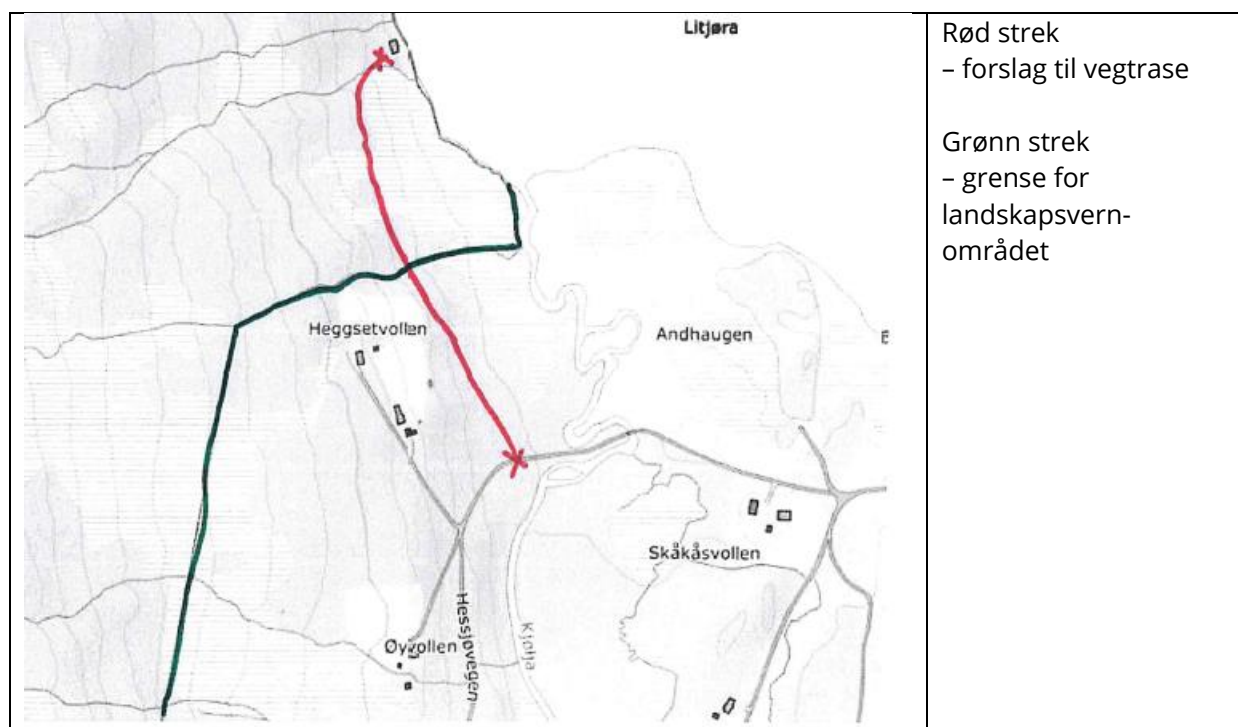 Litjøra
Heggsetvollen
Andhaugen
Skåkåsvollen
Øyvollen
Hessjøvegen
Kjølja
Rød strek
– forslag til vegtrase
Grønn strek
– grense for
landskapsvern-
området